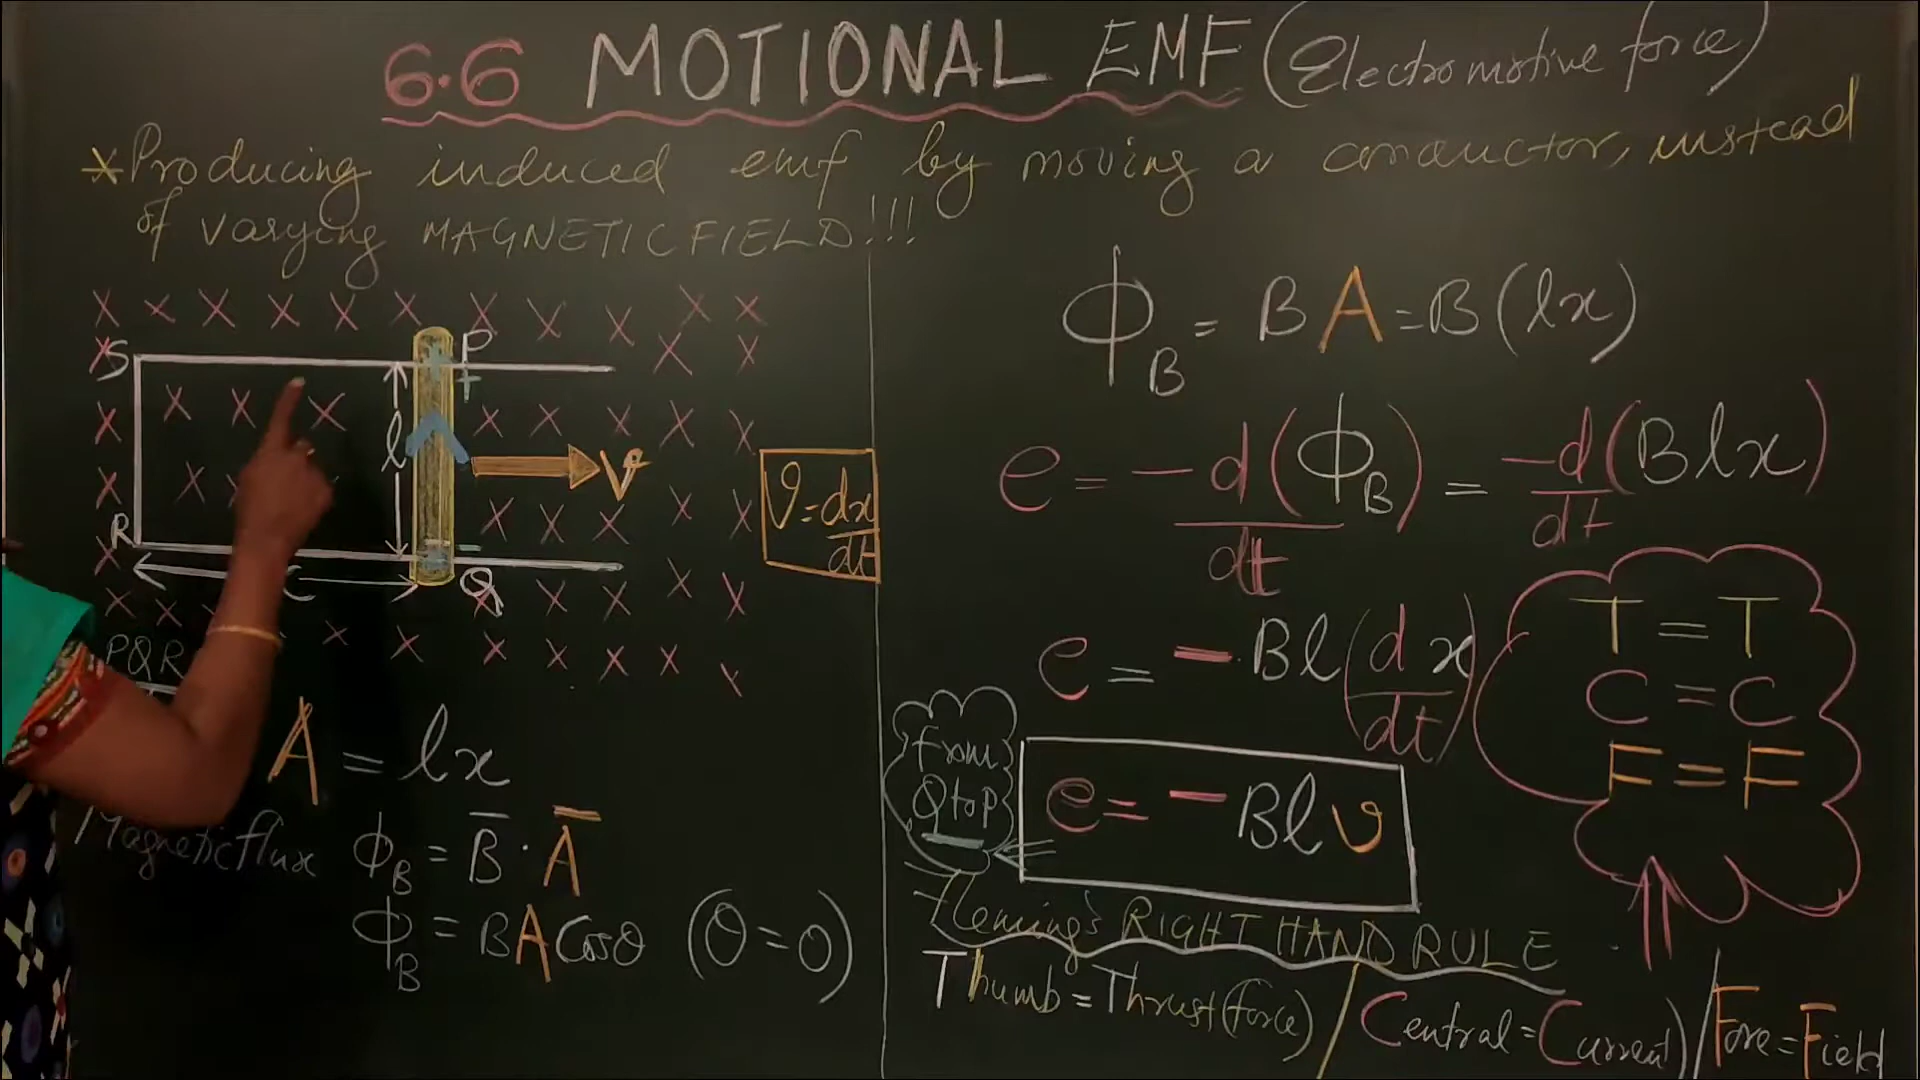 6.6 MOTIONAL EMF (Electromotive force)
*Producing induced emf by moving a conductor, instead
of varying MAGNETIC FIELD!!!
S
P
+
l
V
R
-
Q
PQR
v = dx/dt
A = lx
Magnetic flux ϕ_B = B̅ · A̅
ϕ_B = BA Cosθ (θ = 0)
ϕ_B = BA = B(lx)
e = -d(ϕ_B)/dt = -d/dt (Blx)
e = - Bl (dx/dt)
from
Q to P
e = - Blv
T = T
C = C
F = F
Fleming's RIGHT HAND RULE
Thumb = Thrust (force) / Central = Current) / Fore = Field